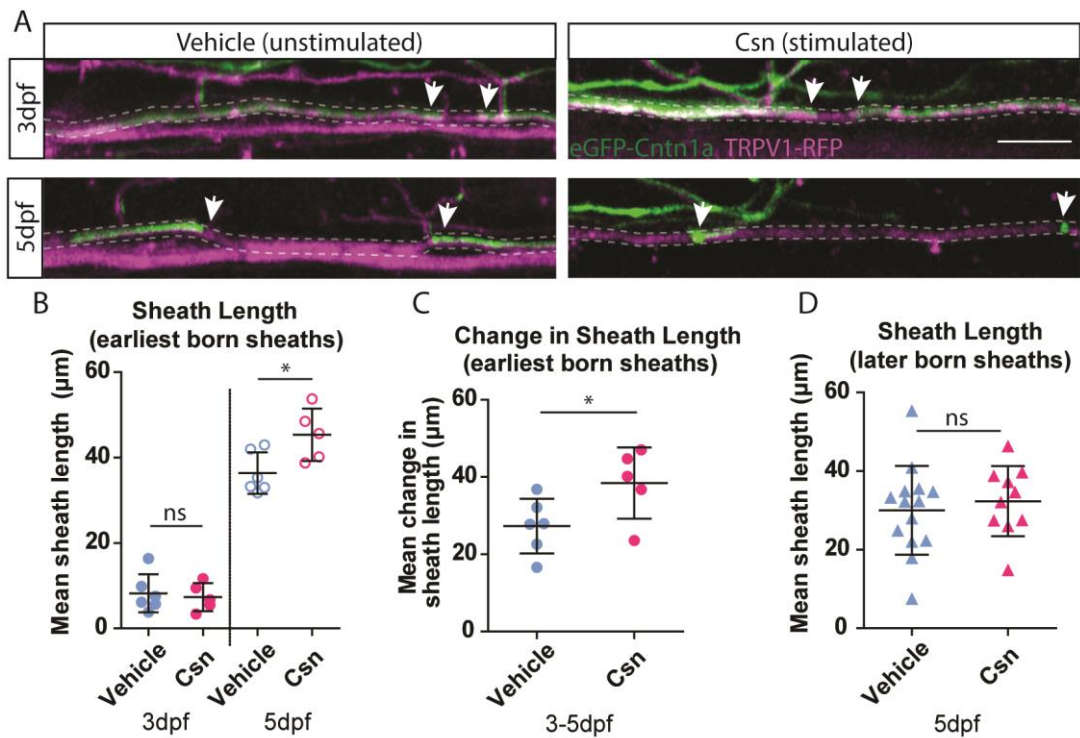 A
Vehicle (unstimulated)
Csn (stimulated)
3dpf
eGFP-Cntn1a TRPV1-RFP
5dpf
B
Sheath Length
(earliest born sheaths)
Mean sheath length (μm)
60
40
20
0
ns
*
Vehicle
Csn
Vehicle
Csn
3dpf
5dpf
C
Change in Sheath Length
(earliest born sheaths)
Mean change in
sheath length (μm)
60
40
20
0
*
Vehicle
Csn
3-5dpf
D
Sheath Length
(later born sheaths)
Mean sheath length (μm)
60
40
20
0
ns
Vehicle
Csn
5dpf